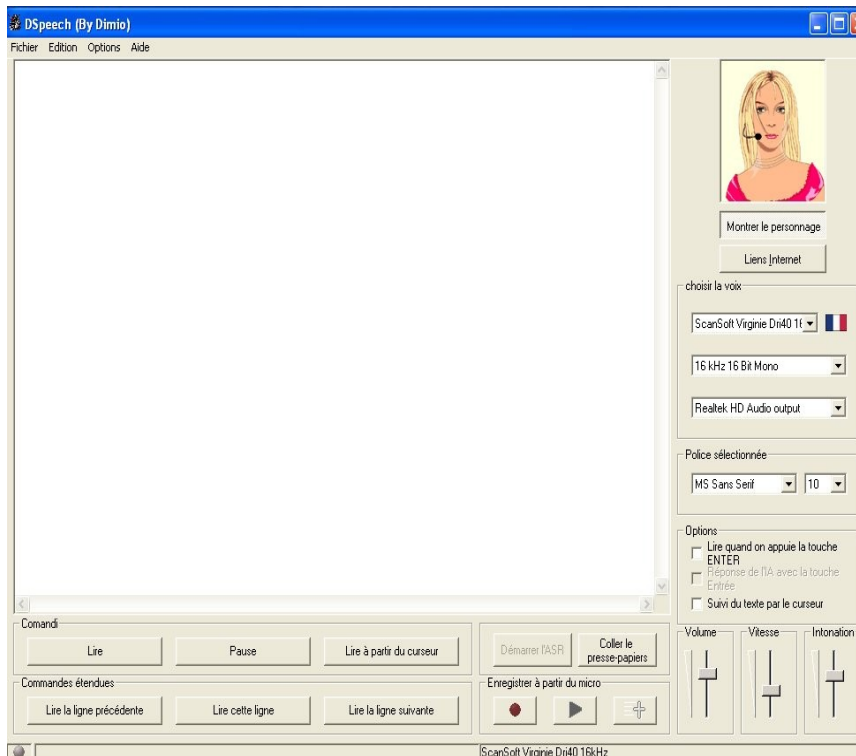 DSpeech (By Dimio)
Fichier Edition Options Aide
Montrer le personnage
Liens Internet
choisir la voix
ScanSoft Virginie Dri40 16
16 kHz 16 Bit Mono
Realtek HD Audio output
Police sélectionnée
MS Sans Serif 10
Options
Lire quand on appuie la touche
ENTER
Réponse de l'IA avec la touche
Entrée
Suivi du texte par le curseur
Comandi
Lire Pause Lire à partir du curseur
Démarrer l'ASR
Coller le
presse-papiers
Volume Vitesse Intonation
Commandes étendues
Lire la ligne précédente Lire cette ligne Lire la ligne suivante
Enregistrer à partir du micro
ScanSoft Virginie Dri40 16kHz